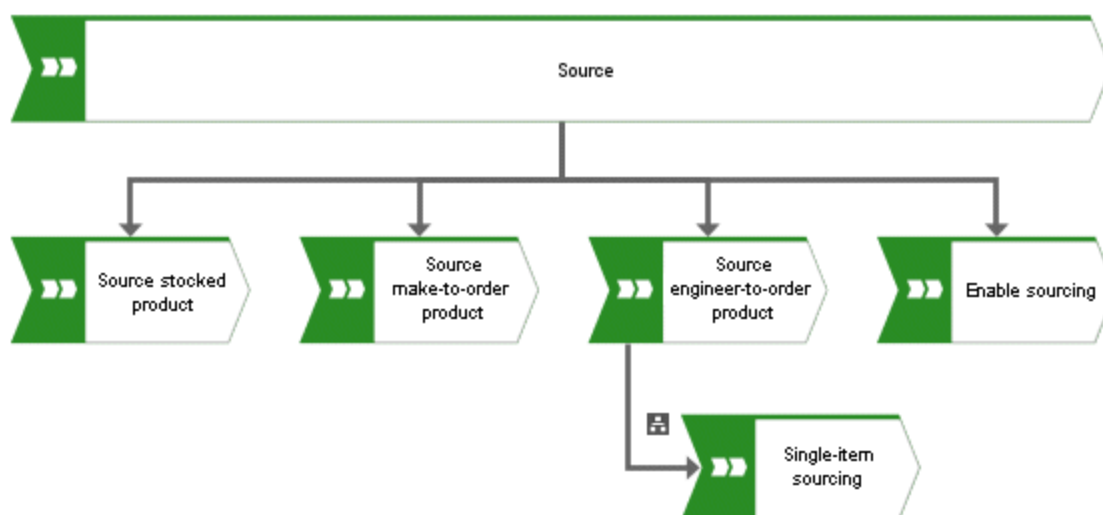 Source
Source stocked
product
Source
make-to-order
product
Source
engineer-to-order
product
Enable sourcing
Single-item
sourcing